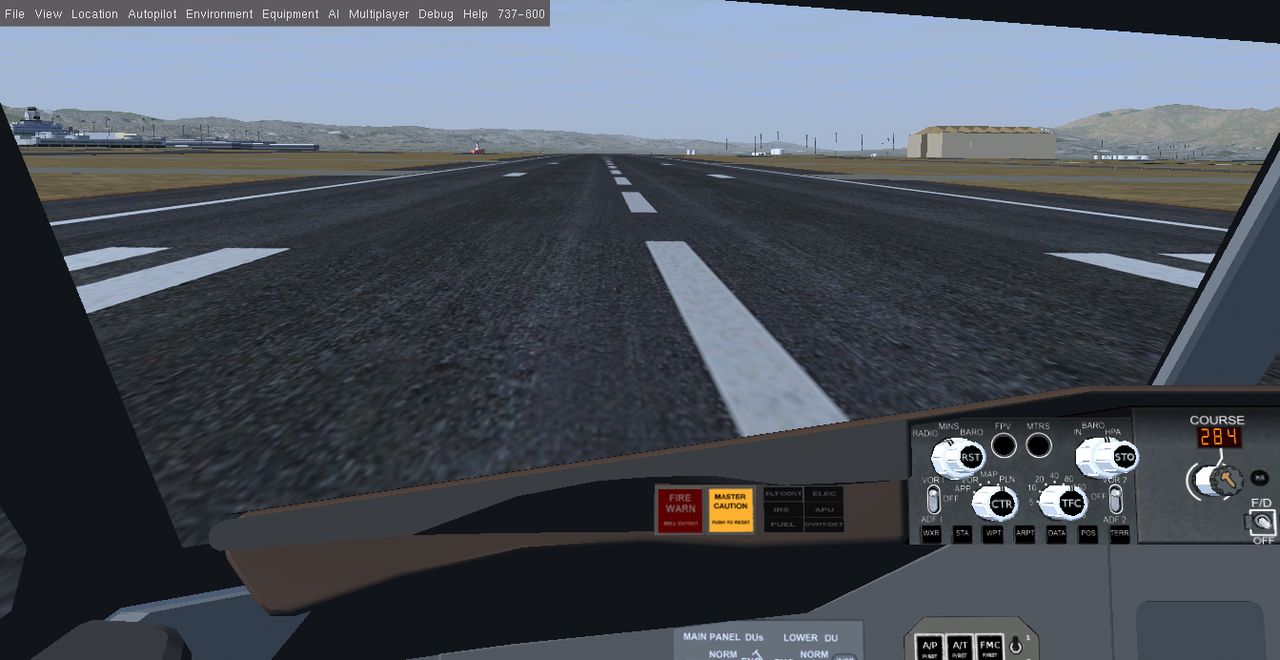 File View Location Autopilot Environment Equipment AI Multiplayer Debug Help 737-800
COURSE
284
MINS
RADIO BARO
RST
FPV
MTRS
BARO
IN HPA
STO
VOR 1
OFF
ADF 1
VOR MAP
APP PLN
CTR
10 20 40 80
5
TFC
VOR 2
OFF
ADF 2
F/D
OFF
WXR STA WPT ARPT DATA POS TERR
FIRE
WARN
BELL CUTOUT
MASTER
CAUTION
PUSH TO RESET
FLT CONT ELEC
IRS APU
FUEL OVHT/DET
MAIN PANEL DUs LOWER DU
NORM NORM
A/P A/T FMC
P/RST P/RST P/RST
1